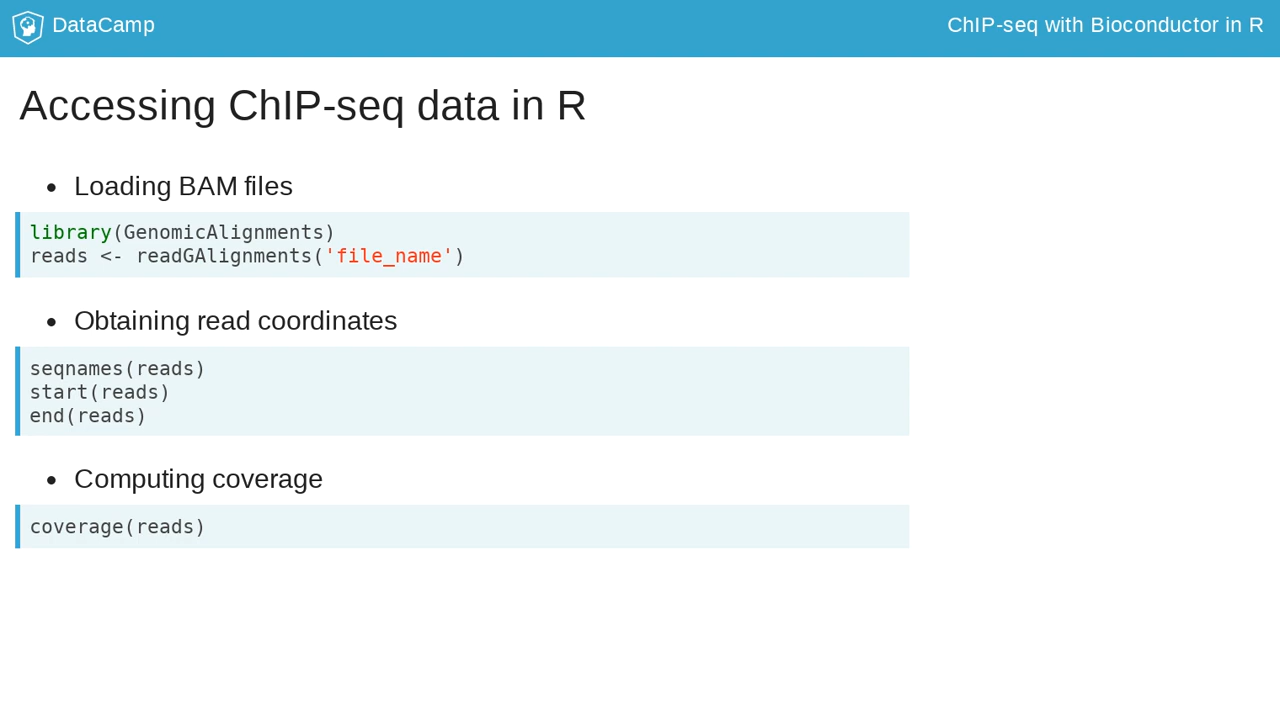 DataCamp
ChIP-seq with Bioconductor in R
Accessing ChIP-seq data in R
• Loading BAM files
library(GenomicAlignments)
reads <- readGAlignments('file_name')
• Obtaining read coordinates
seqnames(reads)
start(reads)
end(reads)
• Computing coverage
coverage(reads)